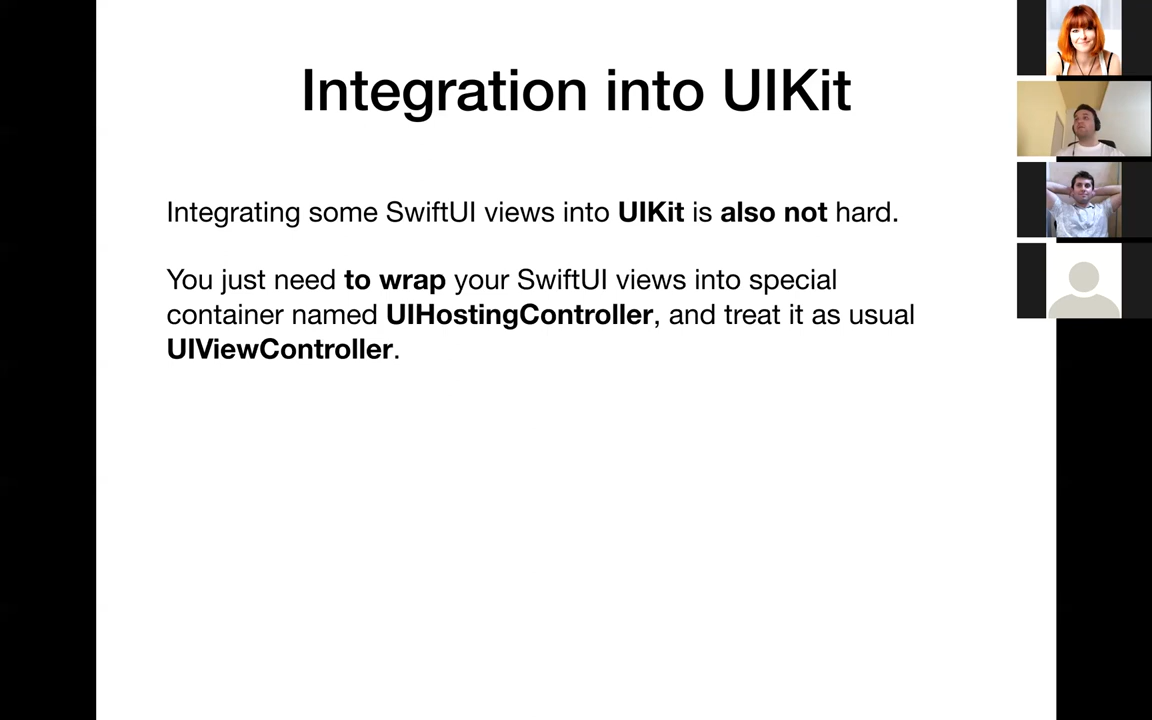 Integration into UIKit
Integrating some SwiftUI views into UIKit is also not hard.
You just need to wrap your SwiftUI views into special
container named UIHostingController, and treat it as usual
UIViewController.